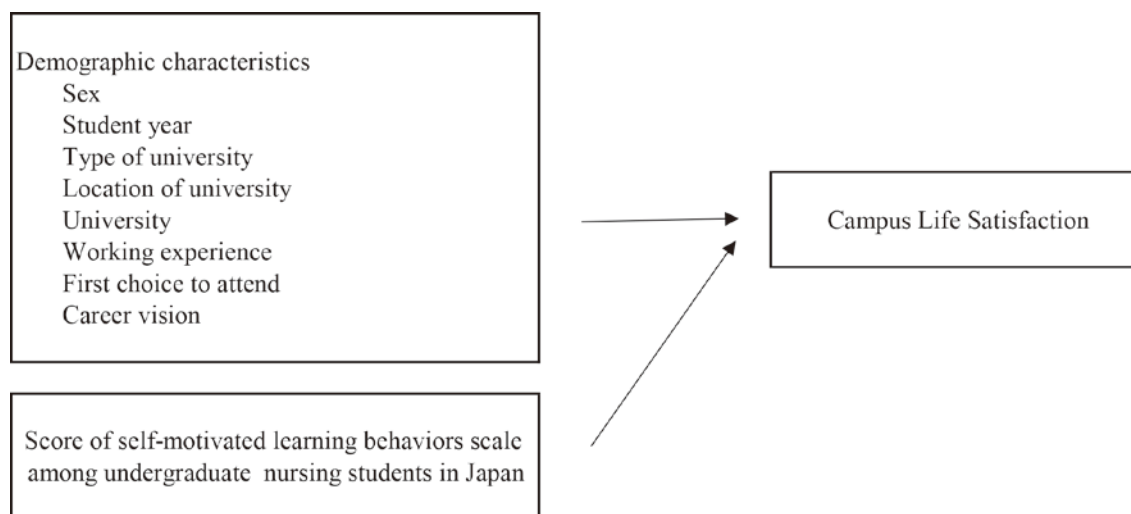 Demographic characteristics
Sex
Student year
Type of university
Location of university
University
Working experience
First choice to attend
Career vision
Campus Life Satisfaction
Score of self-motivated learning behaviors scale
among undergraduate nursing students in Japan